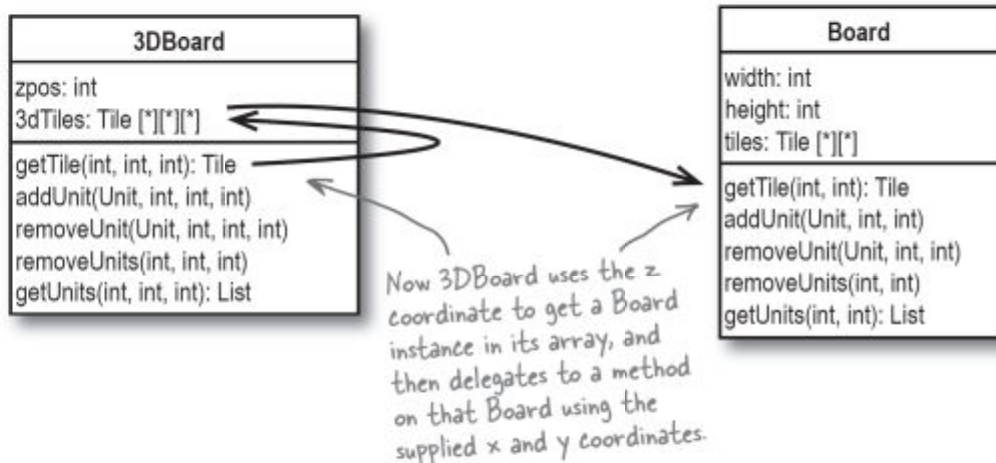 3DBoard
zpos: int
3dTiles: Tile [*][*][*]
getTile(int, int, int): Tile
addUnit(Unit, int, int, int)
removeUnit(Unit, int, int, int)
removeUnits(int, int, int)
getUnits(int, int, int): List
Board
width: int
height: int
tiles: Tile [*][*]
getTile(int, int): Tile
addUnit(Unit, int, int)
removeUnit(Unit, int, int)
removeUnits(int, int)
getUnits(int, int): List
Now 3DBoard uses the z
coordinate to get a Board
instance in its array, and
then delegates to a method
on that Board using the
supplied x and y coordinates.